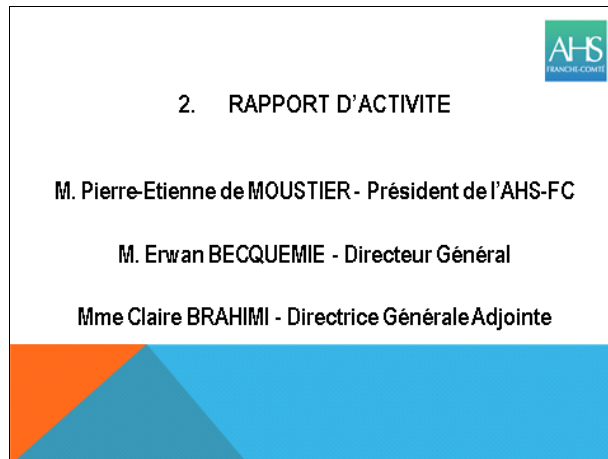 AHS
FRANCHE-COMTÉ
2. RAPPORT D'ACTIVITE
M. Pierre-Etienne de MOUSTIER - Président de l'AHS-FC
M. Erwan BECQUEMIE - Directeur Général
Mme Claire BRAHIMI - Directrice Générale Adjointe